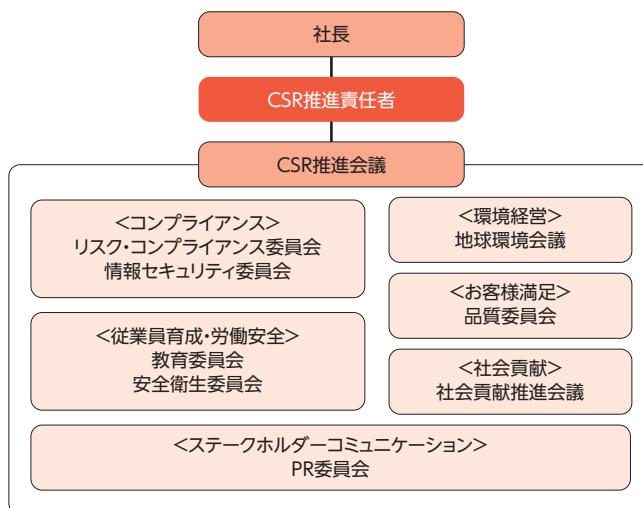 社長
CSR推進責任者
CSR推進会議
<コンプライアンス>
リスク・コンプライアンス委員会
情報セキュリティ委員会
<環境経営>
地球環境会議
<お客様満足>
品質委員会
<従業員育成・労働安全>
教育委員会
安全衛生委員会
<社会貢献>
社会貢献推進会議
<ステークホルダーコミュニケーション>
PR委員会